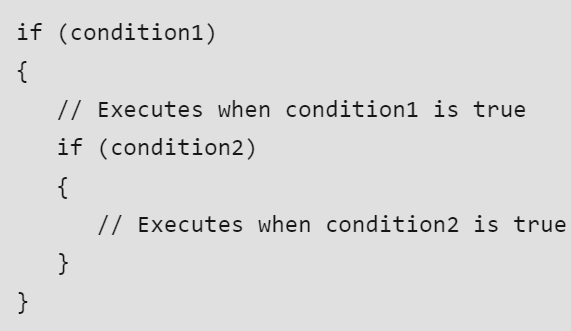 if (condition1)
{
   // Executes when condition1 is true
   if (condition2)
   {
      // Executes when condition2 is true
   }
}